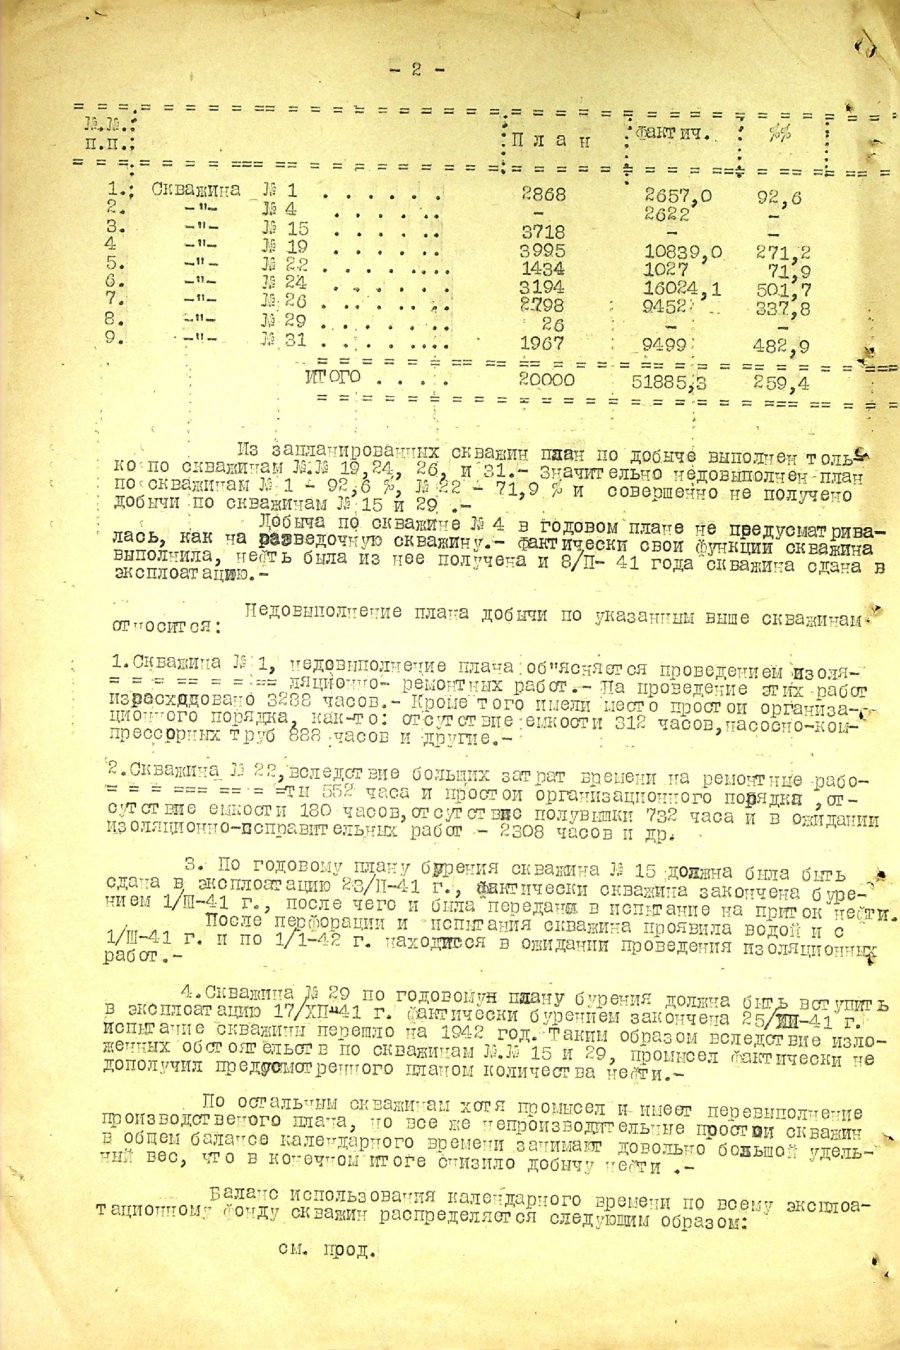 - 2 -
№.№. п.п. План Фактич. %%
1. Скважина № 1 . . . . . . 2868 2657,0 92,6
2. -"- № 4 . . . . . . - 2622 -
3. -"- № 15 . . . . . . 3718 - -
4 -"- № 19 . . . . . . 3995 10839,0 271,2
5. -"- № 22 . . . . . . . 1434 1027 71,9
6. -"- № 24 . . . . . . . 3194 16024,1 501,7
7. -"- № 26 . . . . . . . 2798 9452 337,8
8. -"- № 29 . . . . . . . 26 - -
9. -"- № 31 . . . . . . . 1967 9499 482,9
ИТОГО . . . . 20000 51885,3 259,4
Из запланированных скважин план по добыче выполнен толь-
ко по скважинам №.№ 19,24, 26, и 31.- Значительно недовыполнен план
по скважинам № 1 - 92,6 %, № 22 - 71,9 % и совершенно не получено
добычи по скважинам № 15 и 29 .-
Добыча по скважине № 4 в годовом плане не предусматрива-
лась, как на разведочную скважину.- Фактически свои функции скважина
выполнила, нефть была из нее получена и 8/П- 41 года скважина сдана в
эксплоатацию.-
Недовыполнение плана добычи по указанным выше скважинам
относится:
1.Скважина № 1, недовыполнение плана об"ясняется проведением изоля-
ляционно- ремонтных работ.- На проведение этих работ
израсходовано 3288 часов.- Кроме того имели место простои организа-
ционного порядка, как-то: отсутствие емкости 312 часов,насосно-ком-
прессорных труб 888 часов и другие.-
2.Скважина № 22,вследствие больших затрат времени на ремонтные рабо-
ты 552 часа и простои организационного порядка ,от-
сутствие емкости 180 часов,отсутствие полувышки 732 часа и в ожидании
изоляционно-исправительных работ - 2308 часов и др.
3. По годовому плану бурения скважина № 15 должна была быть
сдана в эксплоатацию 23/П-41 г., фактически скважина закончена буре-
нием 1/Ш-41 г., после чего и была передана в испытание на приток нефти.
После перфорации и испытания скважина проявила водой и с
1/Ш-41 г. и по 1/1-42 г. находисся в ожидании проведения изоляционных
работ.-
4.Скважина № 29 по годовомун плану бурения должна быть вступить
в эксплоатацию 17/ХП-41 г. фактически бурением закончена 25/ХП-41 г.
испытание скважины перешло на 1942 год. Таким образом вследствие изло-
женных обстоятельств по скважинам №.№ 15 и 29, промысел фактически не
дополучил предусмотренного планом количества нефти.-
По остальным скважинам хотя промысел и имеет перевыполнение
производственого плана, но все же непроизводительные простои скважин
в общем балансе календарного времени занимают довольно большой удель-
ный вес, что в конечном итоге снизило добычу нефти .-
Баланс использования календарного времени по всему эксплоа-
тационному фонду скважин распределяется следующим образом:
см. прод.